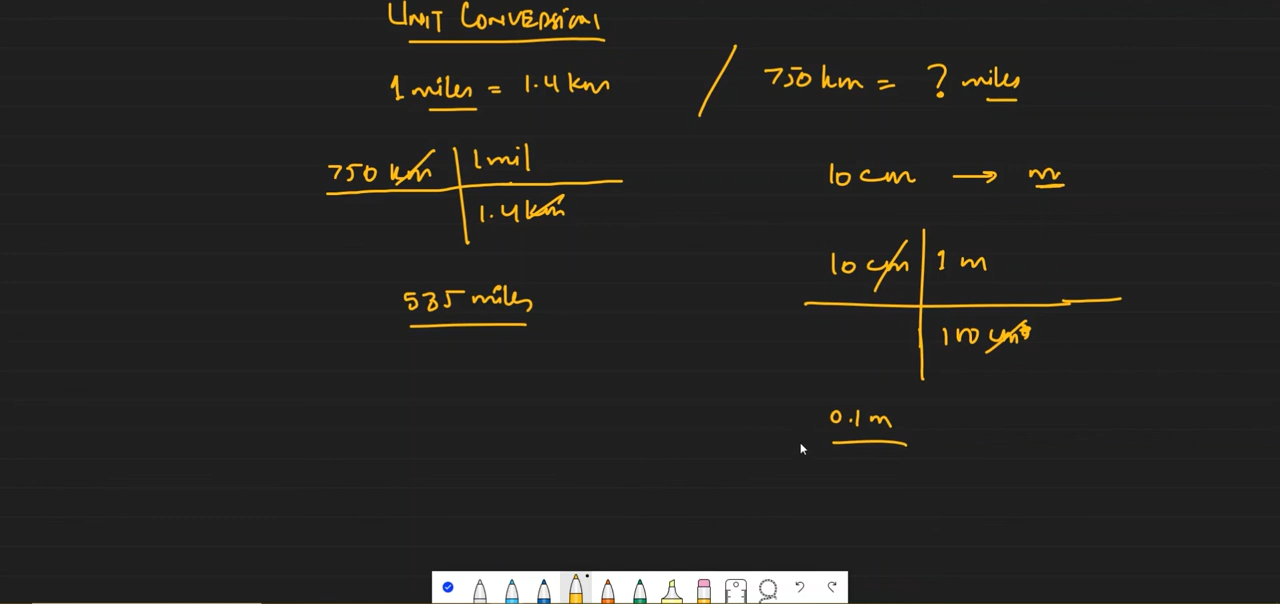 UNIT CONVERSION
1 miles = 1.4 km / 750 km = ? miles
750 km | 1 mil
1.4 km
535 miles
10 cm → m
10 cm | 1 m
100 cm
0.1 m